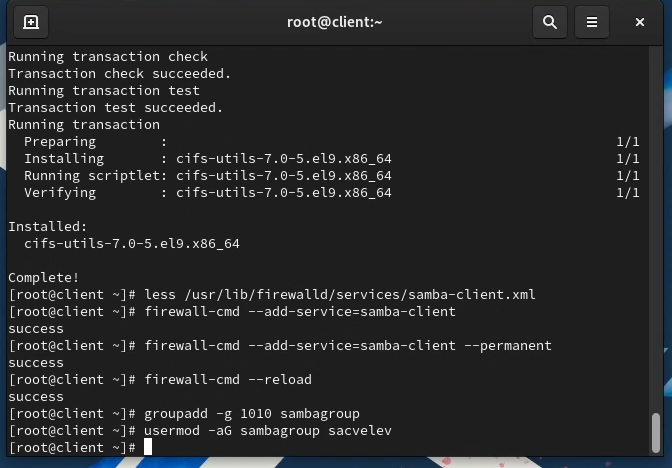 root@client:~
Running transaction check
Transaction check succeeded.
Running transaction test
Transaction test succeeded.
Running transaction
  Preparing        :                                                         1/1
  Installing       : cifs-utils-7.0-5.el9.x86_64                             1/1
  Running scriptlet: cifs-utils-7.0-5.el9.x86_64                             1/1
  Verifying        : cifs-utils-7.0-5.el9.x86_64                             1/1
Installed:
  cifs-utils-7.0-5.el9.x86_64
Complete!
[root@client ~]# less /usr/lib/firewalld/services/samba-client.xml
[root@client ~]# firewall-cmd --add-service=samba-client
success
[root@client ~]# firewall-cmd --add-service=samba-client --permanent
success
[root@client ~]# firewall-cmd --reload
success
[root@client ~]# groupadd -g 1010 sambagroup
[root@client ~]# usermod -aG sambagroup sacvelev
[root@client ~]#